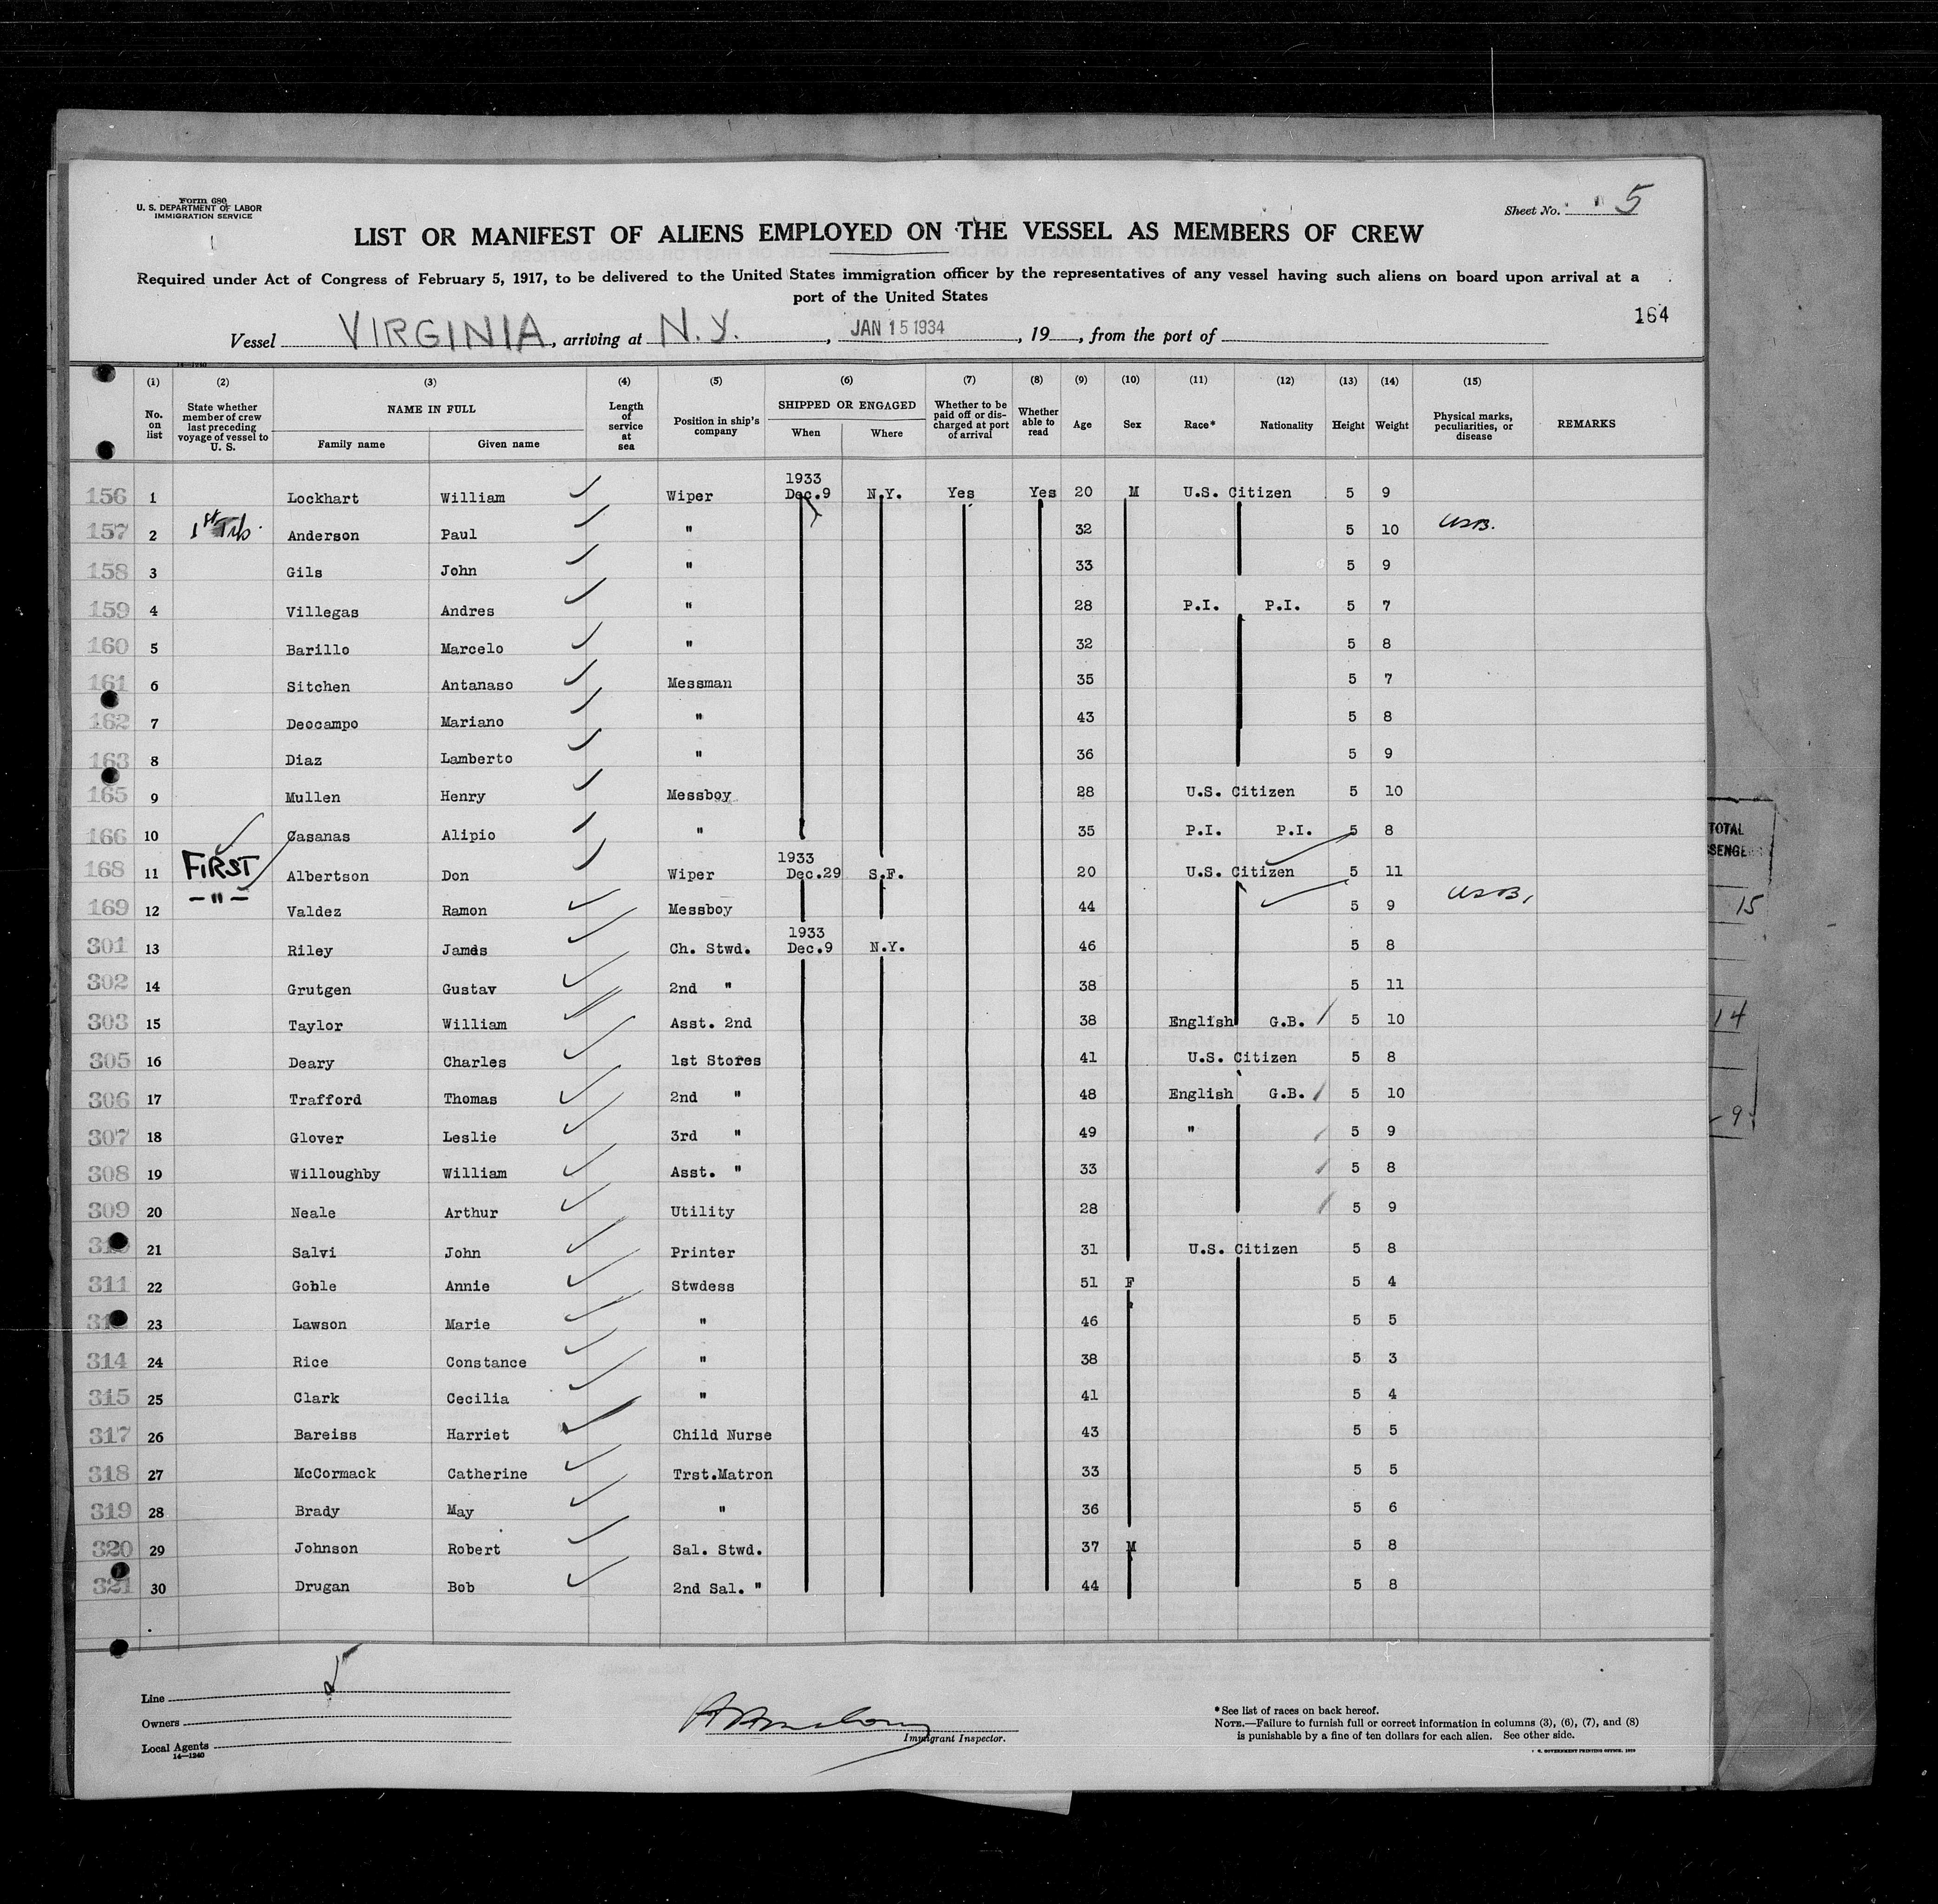 Form 680
U. S. DEPARTMENT OF LABOR
IMMIGRATION SERVICE
Sheet No. 5
LIST OR MANIFEST OF ALIENS EMPLOYED ON THE VESSEL AS MEMBERS OF CREW
Required under Act of Congress of February 5, 1917, to be delivered to the United States immigration officer by the representatives of any vessel having such aliens on board upon arrival at a
port of the United States
164
Vessel VIRGINIA, arriving at N.Y., JAN 15 1934, 19__, from the port of
14—1240
(1) (2) (3) (4) (5) (6) (7) (8) (9) (10) (11) (12) (13) (14) (15)
No. on list State whether member of crew last preceding voyage of vessel to U. S. NAME IN FULL Family name Given name Length of service at sea Position in ship's company SHIPPED OR ENGAGED When Where Whether to be paid off or discharged at port of arrival Whether able to read Age Sex Race* Nationality Height Weight Physical marks, peculiarities, or disease REMARKS
156 1 Lockhart William Wiper 1933 Dec.9 N.Y. Yes Yes 20 M U.S. Citizen 5 9
157 2 1st Trip. Anderson Paul " 32 5 10 USB.
158 3 Gils John " 33 5 9
159 4 Villegas Andres " 28 P.I. P.I. 5 7
160 5 Barillo Marcelo " 32 5 8
161 6 Sitchen Antanaso Messman 35 5 7
162 7 Deocampo Mariano " 43 5 8
163 8 Diaz Lamberto " 36 5 9
165 9 Mullen Henry Messboy 28 U.S. Citizen 5 10
166 10 Casanas Alipio " 35 P.I. P.I. 5 8
168 11 FIRST Albertson Don Wiper 1933 Dec.29 S.F. 20 U.S. Citizen 5 11
169 12 —"— Valdez Ramon Messboy 44 5 9 USB.
301 13 Riley James Ch. Stwd. 1933 Dec.9 N.Y. 46 5 8
302 14 Grutgen Gustav 2nd " 38 5 11
303 15 Taylor William Asst. 2nd 38 English G.B. 5 10
305 16 Deary Charles 1st Stores 41 U.S. Citizen 5 8
306 17 Trafford Thomas 2nd " 48 English G.B. 5 10
307 18 Glover Leslie 3rd " 49 " 5 9
308 19 Willoughby William Asst. " 33 5 8
309 20 Neale Arthur Utility 28 5 9
21 Salvi John Printer 31 U.S. Citizen 5 8
311 22 Goble Annie Stwdess 51 F 5 4
23 Lawson Marie " 46 5 5
314 24 Rice Constance " 38 5 3
315 25 Clark Cecilia " 41 5 4
317 26 Bareiss Harriet Child Nurse 43 5 5
318 27 McCormack Catherine Trst.Matron 33 5 5
319 28 Brady May " 36 5 6
320 29 Johnson Robert Sal. Stwd. 37 M 5 8
321 30 Drugan Bob 2nd Sal. " 44 5 8
TOTAL
15
14
9
Line
Owners
Local Agents
14—1240
Immigrant Inspector.
*See list of races on back hereof.
NOTE.—Failure to furnish full or correct information in columns (3), (6), (7), and (8)
is punishable by a fine of ten dollars for each alien. See other side.